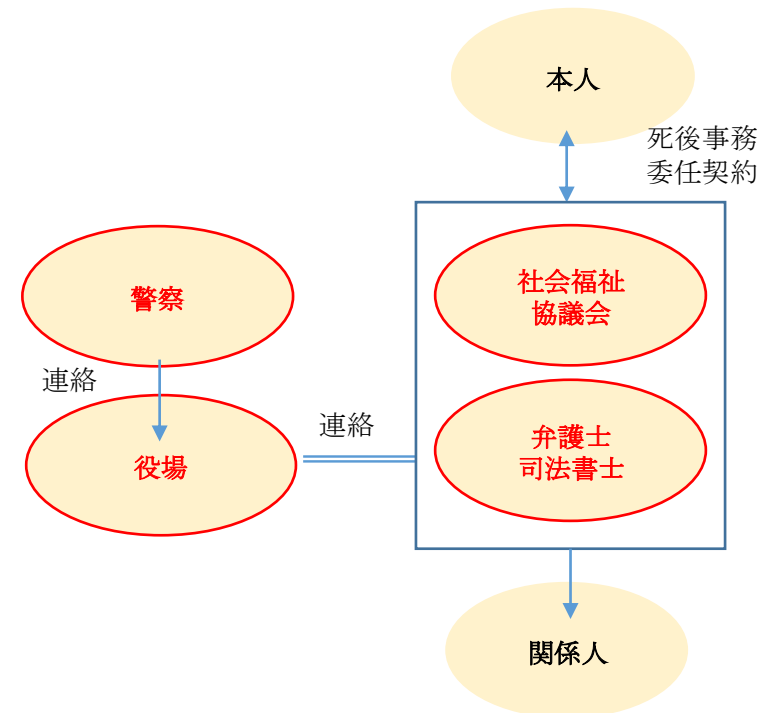 本人
死後事務
委任契約
社会福祉
協議会
警察
連絡
連絡
弁護士
司法書士
役場
関係人